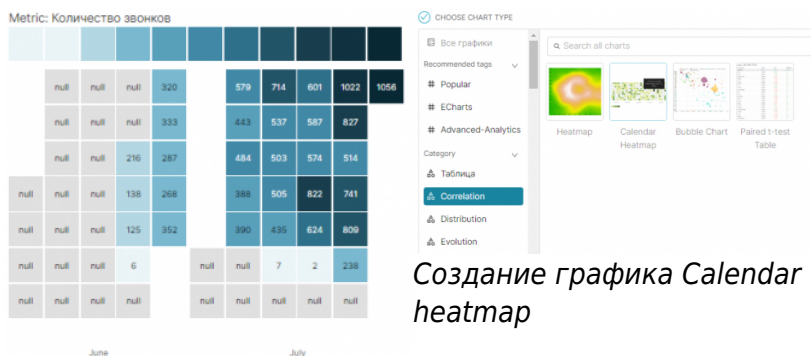 Metric: Количество звонков
null null null 320 579 714 601 1022 1056
null null null 333 443 537 587 827
null null 216 287 484 503 574 514
null null null 138 268 388 505 822 741
null null null 125 352 390 435 624 809
null null null 6 null null 7 2 238
null null null null null null null null null
June July
CHOOSE CHART TYPE
Все графики
Search all charts
Recommended tags
# Popular
# ECharts
# Advanced-Analytics
Category
Таблица
Correlation
Distribution
Evolution
Heatmap
Calendar
Heatmap
Bubble Chart
Paired t-test
Table
Создание графика Calendar
heatmap